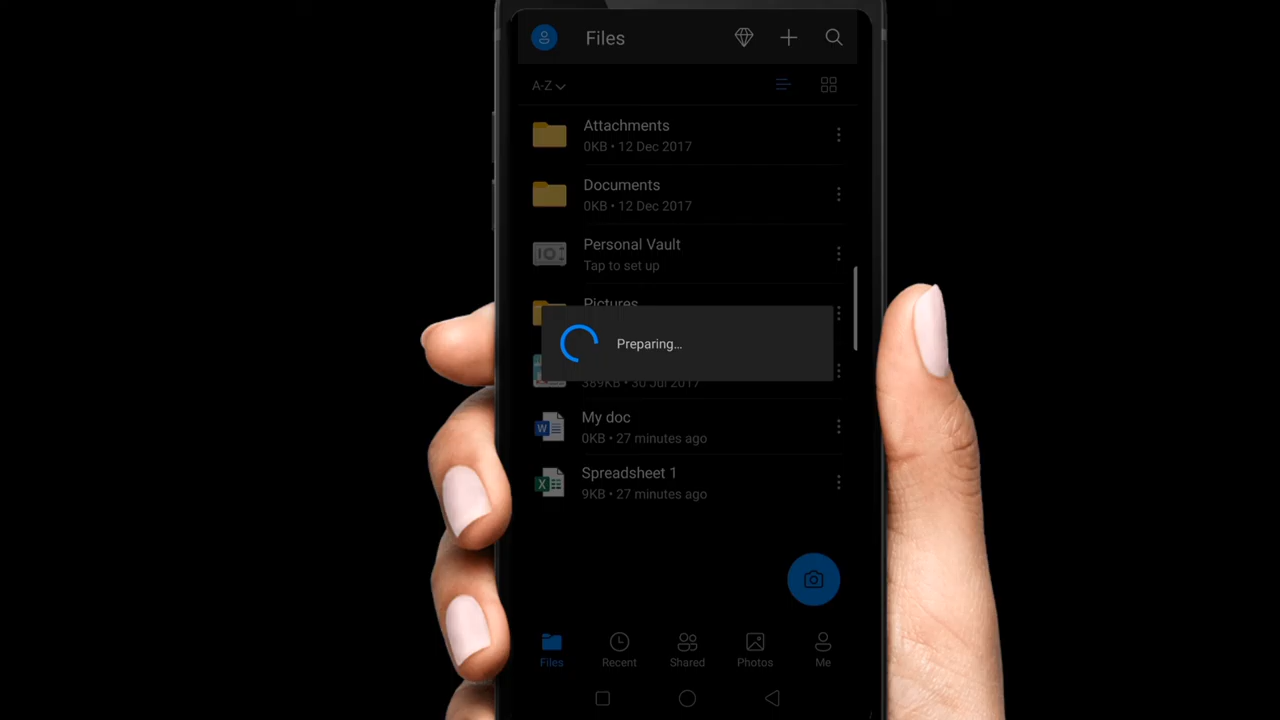 Files
A-Z
Attachments
0KB • 12 Dec 2017
Documents
0KB • 12 Dec 2017
Personal Vault
Tap to set up
Pictures
Preparing...
389KB • 30 Jul 2017
My doc
0KB • 27 minutes ago
Spreadsheet 1
9KB • 27 minutes ago
Files
Recent
Shared
Photos
Me